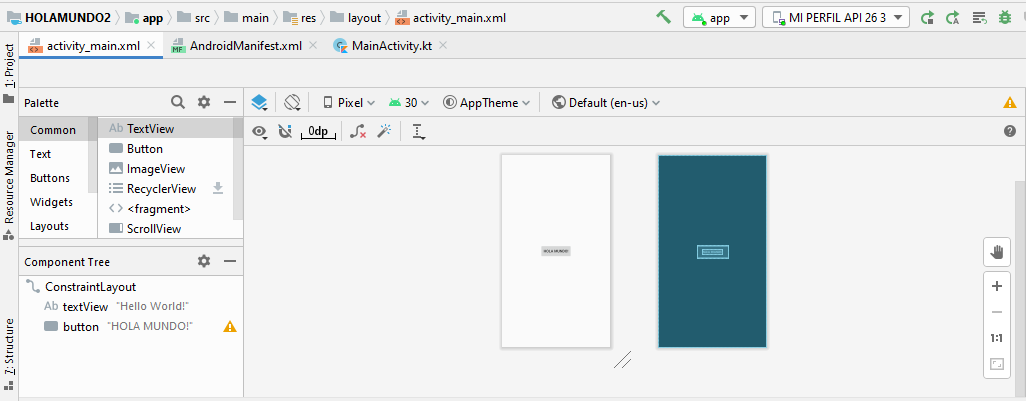 HOLAMUNDO2 app src main res layout activity_main.xml app MI PERFIL API 26 3
activity_main.xml AndroidManifest.xml MainActivity.kt
1: Project
Resource Manager
7: Structure
Palette
Common
Text
Buttons
Widgets
Layouts
Ab TextView
Button
ImageView
RecyclerView
<> <fragment>
ScrollView
Pixel 30 AppTheme Default (en-us)
0dp
HOLA MUNDO!
1:1
Component Tree
ConstraintLayout
Ab textView "Hello World!"
button "HOLA MUNDO!"